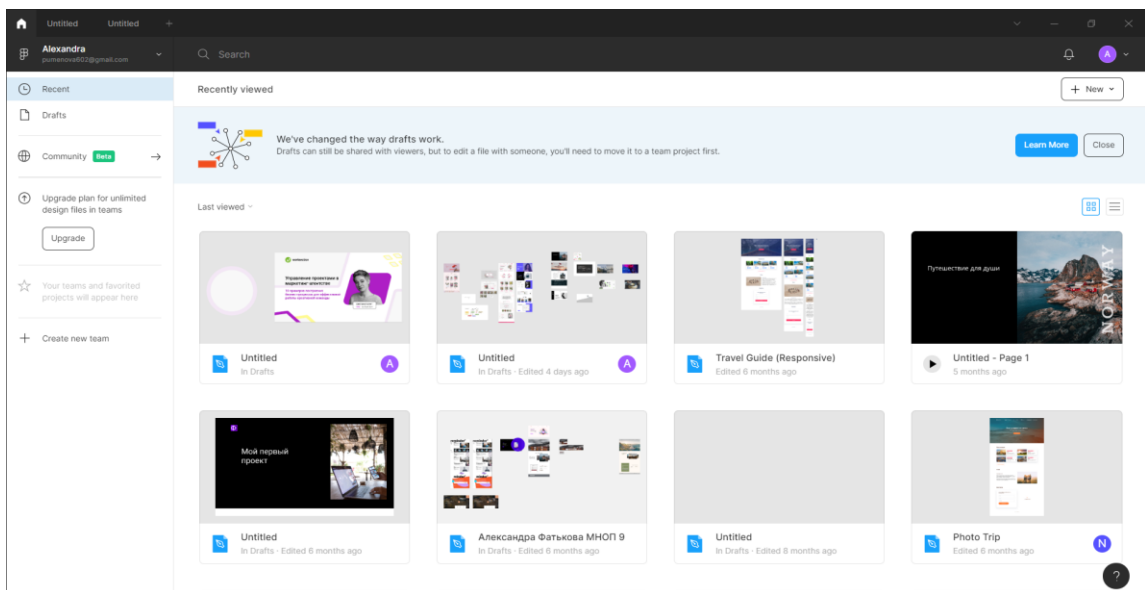 Untitled
Untitled
Alexandra
pumenova602@gmail.com
Search
A
Recent
Drafts
Community Beta
Upgrade plan for unlimited
design files in teams
Upgrade
Your teams and favorited
projects will appear here
Create new team
Recently viewed
New
We've changed the way drafts work.
Drafts can still be shared with viewers, but to edit a file with someone, you'll need to move it to a team project first.
Learn More
Close
Last viewed
Управление проектами в
маркетинг агентстве
Untitled
In Drafts
A
Untitled
In Drafts · Edited 4 days ago
A
Travel Guide (Responsive)
Edited 6 months ago
Путешествие для души
NORWAY
Untitled - Page 1
5 months ago
Мой первый
проект
Untitled
In Drafts · Edited 6 months ago
Александра Фатькова МНОП 9
In Drafts · Edited 6 months ago
Untitled
In Drafts · Edited 8 months ago
Photo Trip
Edited 6 months ago
N
?